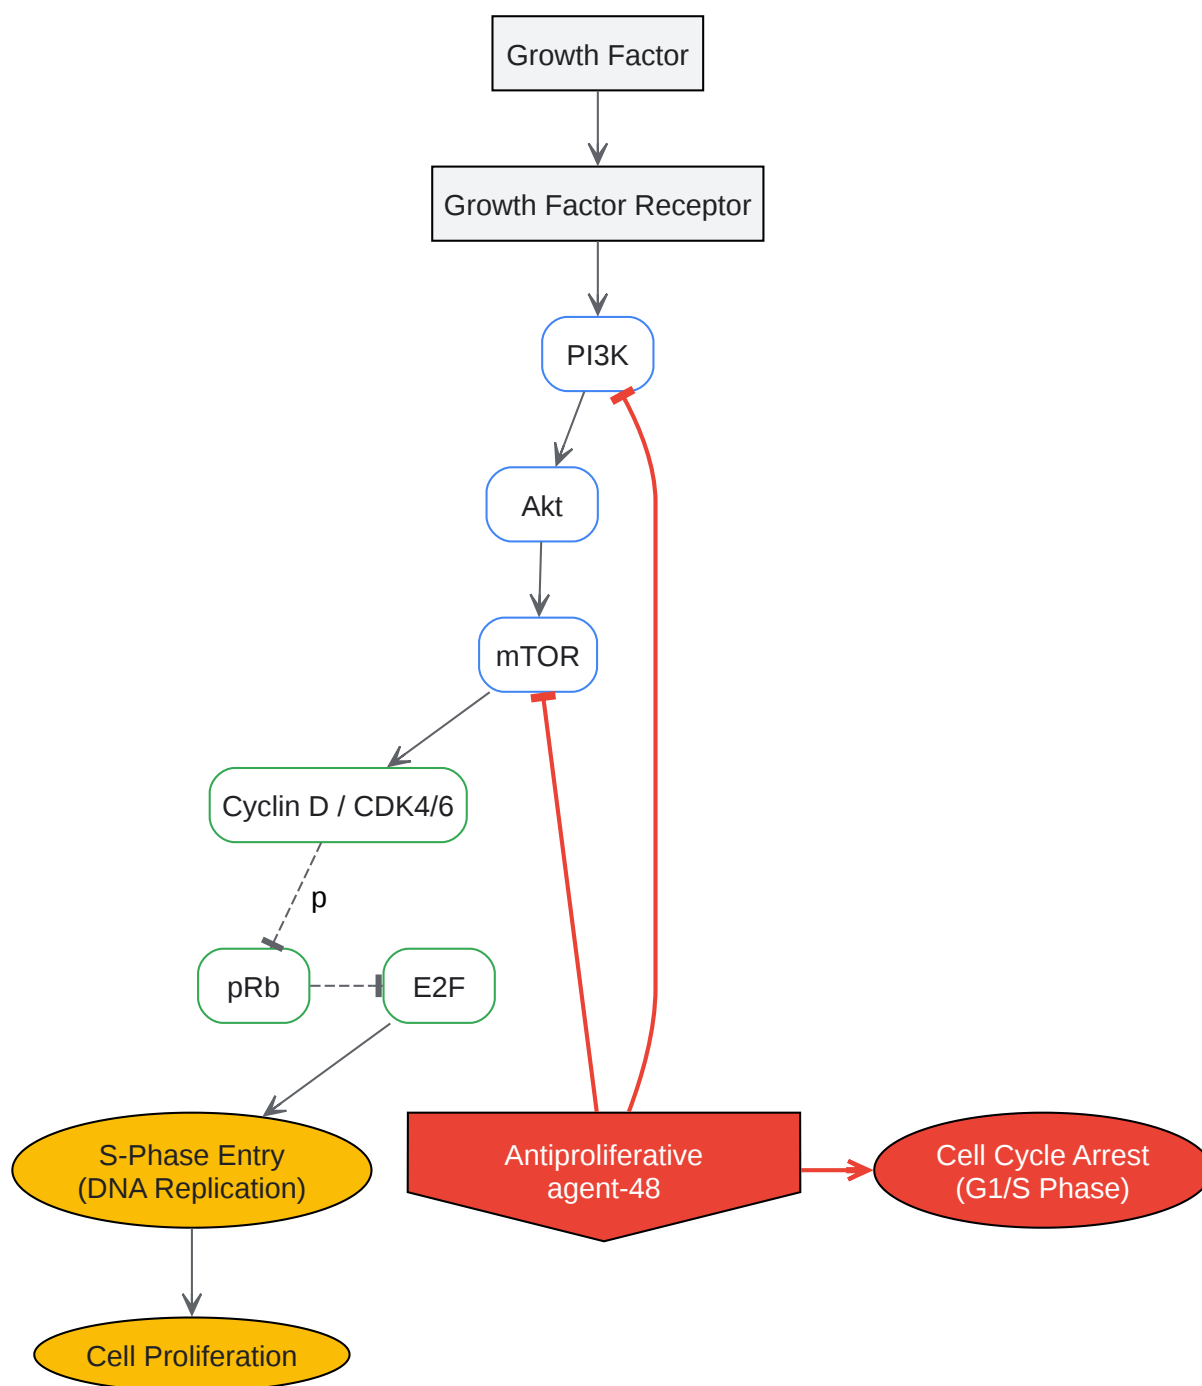 Growth Factor
Growth Factor Receptor
PI3K
Akt
mTOR
Cyclin D / CDK4/6
p
pRb
E2F
S-Phase Entry
(DNA Replication)
Antiproliferative
agent-48
Cell Cycle Arrest
(G1/S Phase)
Cell Proliferation